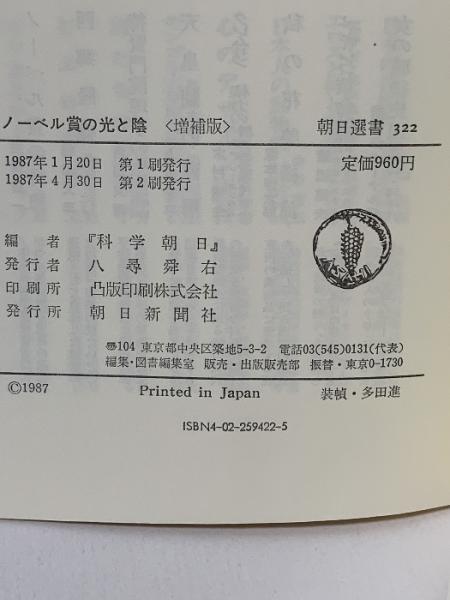 ノーベル賞の光と陰 〈増補版〉 朝日選書 322
1987年1月20日 第1刷発行 定価960円
1987年4月30日 第2刷発行
編者 『科学朝日』
発行者 八尋舜右
印刷所 凸版印刷株式会社
発行所 朝日新聞社
〠104 東京都中央区築地5-3-2 電話03(545)0131(代表)
編集・図書編集室 販売・出版販売部 振替・東京0-1730
©1987 Printed in Japan 装幀・多田進
ISBN4-02-259422-5